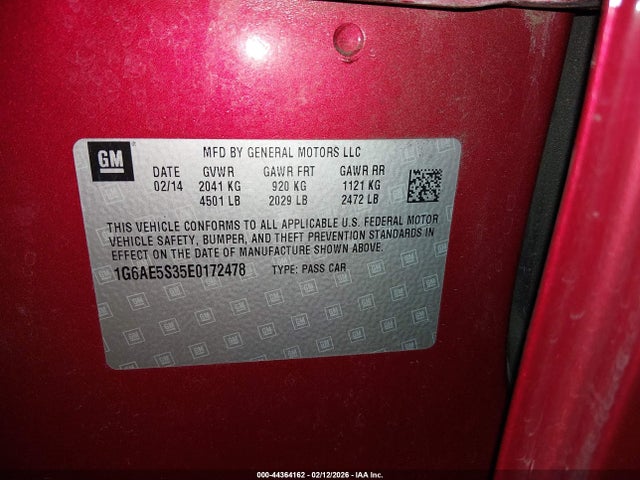 GM
MFD BY GENERAL MOTORS LLC
DATE GVWR GAWR FRT GAWR RR
02/14 2041 KG 920 KG 1121 KG
4501 LB 2029 LB 2472 LB
THIS VEHICLE CONFORMS TO ALL APPLICABLE U.S. FEDERAL MOTOR
VEHICLE SAFETY, BUMPER, AND THEFT PREVENTION STANDARDS IN
EFFECT ON THE DATE OF MANUFACTURE SHOWN ABOVE.
1G6AE5S35E0172478 TYPE: PASS CAR
000-44364162 - 02/12/2026 - IAA Inc.